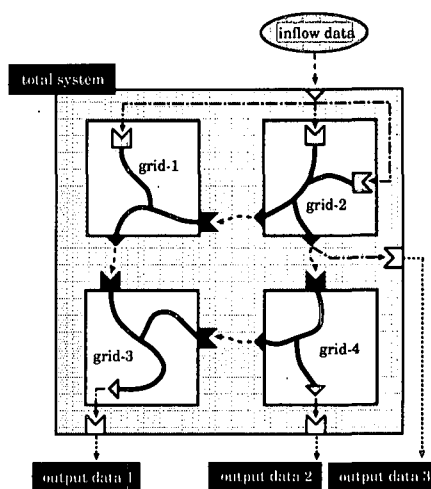 inflow data
total system
grid-1
grid-2
grid-3
grid-4
output data 1
output data 2
output data 3